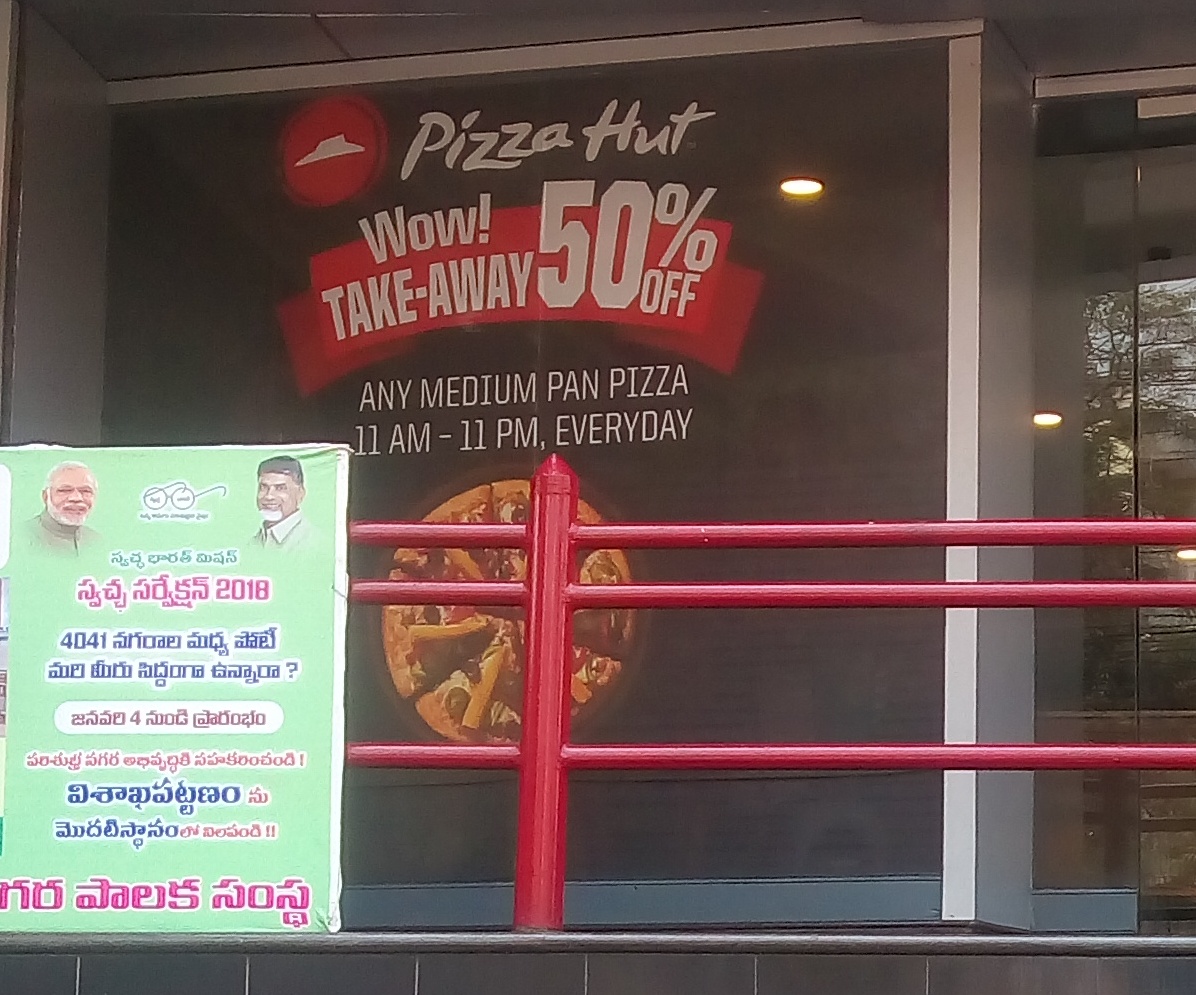 Pizza Hut
Wow!
TAKE-AWAY 50% OFF
ANY MEDIUM PAN PIZZA
11 AM - 11 PM, EVERYDAY
స్వచ్ఛ భారత్ మిషన్
స్వచ్ఛ సర్వేక్షన్ 2018
4041 నగరాల మధ్య పోటీ
మరి మీరు సిద్ధంగా ఉన్నారా ?
జనవరి 4 నుండి ప్రారంభం
పరిశుభ్ర నగర అభివృద్ధికి సహకరించండి !
విశాఖపట్టణం ను
మొదటిస్థానంలో నిలపండి !!
గర పాలక సంస్థ